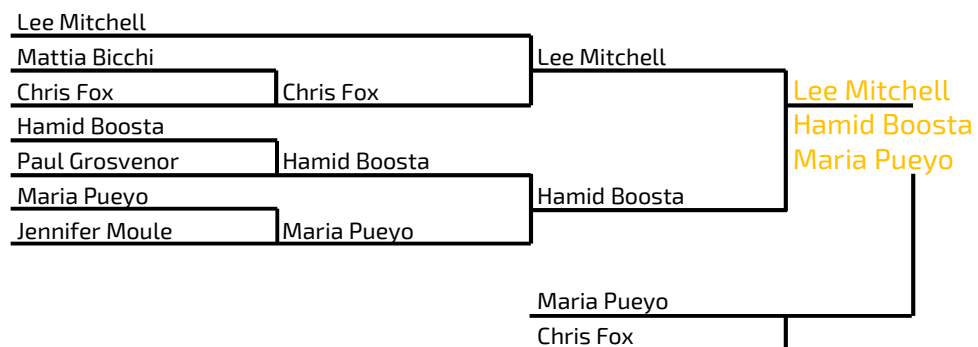 Lee Mitchell
Mattia Bicchi
Chris Fox
Hamid Boosta
Paul Grosvenor
Maria Pueyo
Jennifer Moule
Chris Fox
Hamid Boosta
Maria Pueyo
Lee Mitchell
Hamid Boosta
Lee Mitchell
Hamid Boosta
Maria Pueyo
Maria Pueyo
Chris Fox